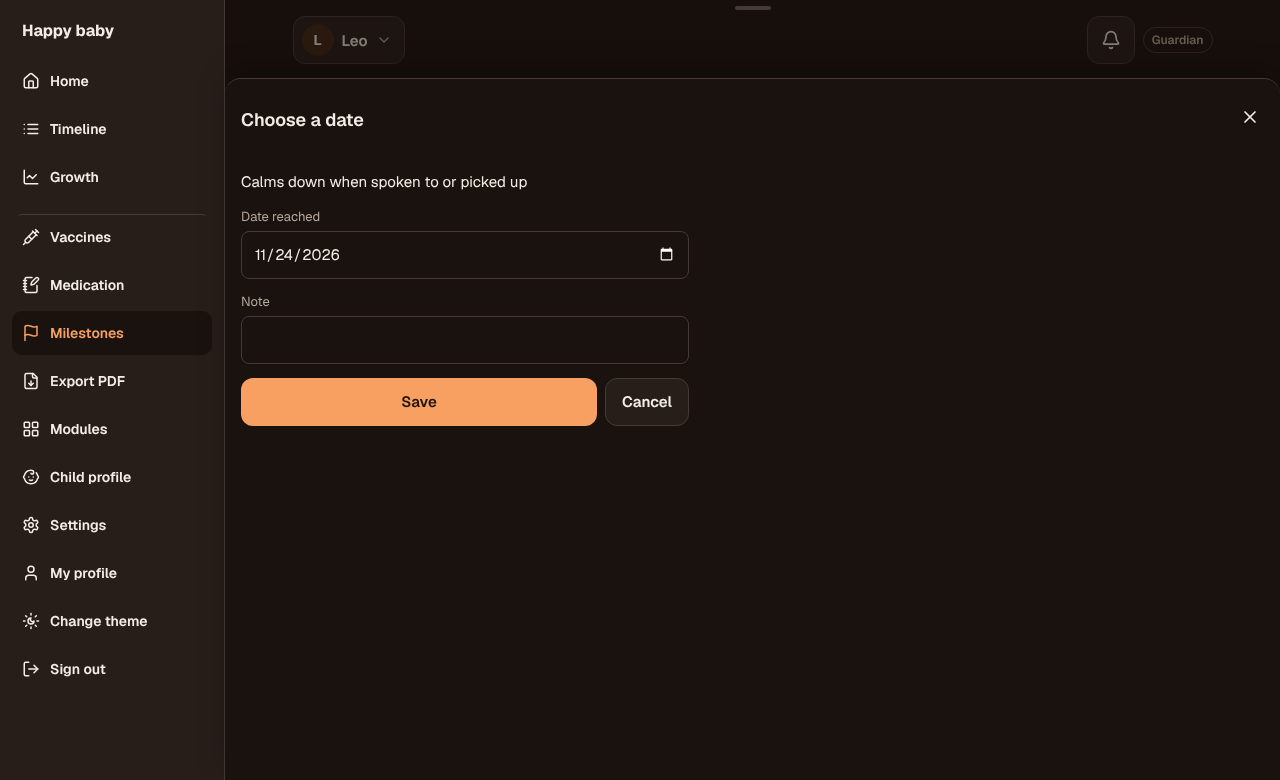 Happy baby
Home
Timeline
Growth
Vaccines
Medication
Milestones
Export PDF
Modules
Child profile
Settings
My profile
Change theme
Sign out
L Leo
Guardian
Choose a date
Calms down when spoken to or picked up
Date reached
11/24/2026
Note
Save Cancel